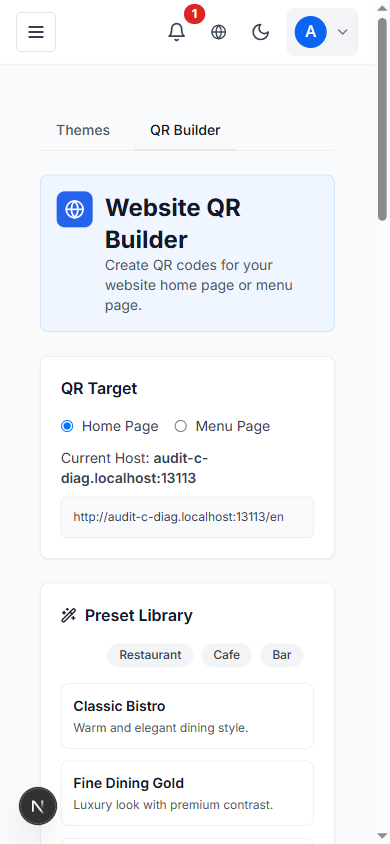 1
A
Themes
QR Builder
Website QR
Builder
Create QR codes for your
website home page or menu
page.
QR Target
Home Page
Menu Page
Current Host: audit-c-
diag.localhost:13113
http://audit-c-diag.localhost:13113/en
Preset Library
Restaurant
Cafe
Bar
Classic Bistro
Warm and elegant dining style.
Fine Dining Gold
Luxury look with premium contrast.
N